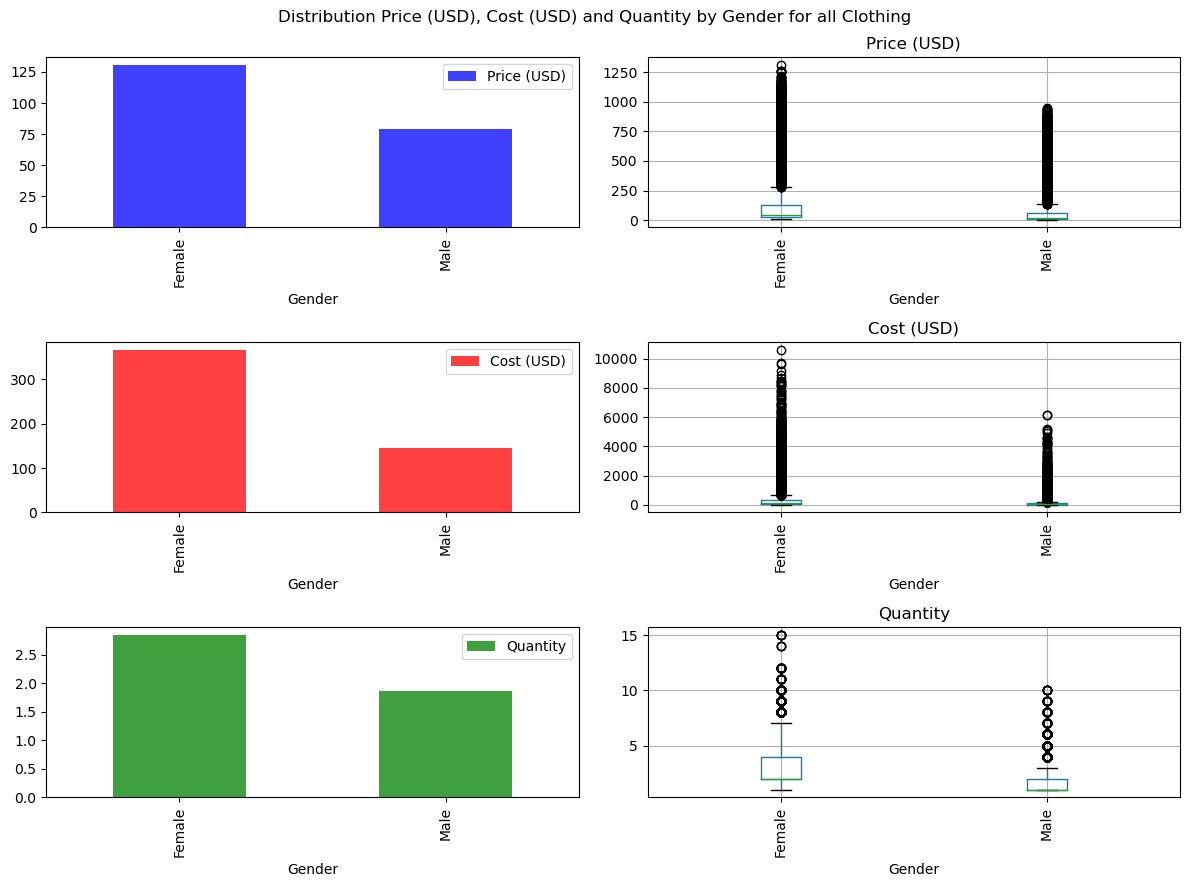 Distribution Price (USD), Cost (USD) and Quantity by Gender for all Clothing
125
100
75
50
25
0
Price (USD)
Female
Male
Gender
Price (USD)
1250
1000
750
500
250
0
Female
Male
Gender
300
200
100
0
Cost (USD)
Female
Male
Gender
Cost (USD)
10000
8000
6000
4000
2000
0
Female
Male
Gender
2.5
2.0
1.5
1.0
0.5
0.0
Quantity
Female
Male
Gender
Quantity
15
10
5
Female
Male
Gender